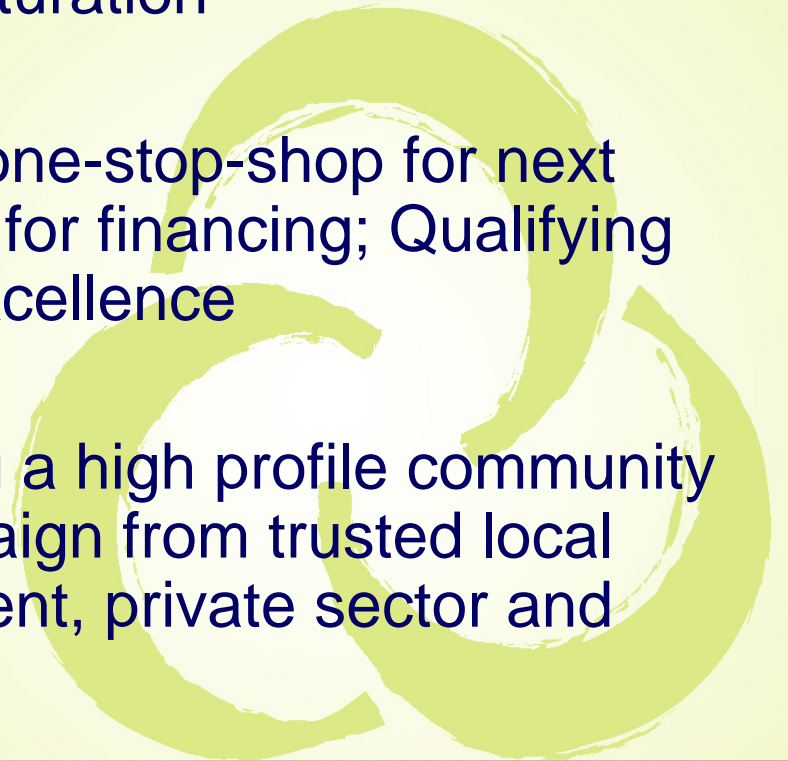 turation
one-stop-shop for next
for financing; Qualifying
cellence
a high profile community
aign from trusted local
ent, private sector and